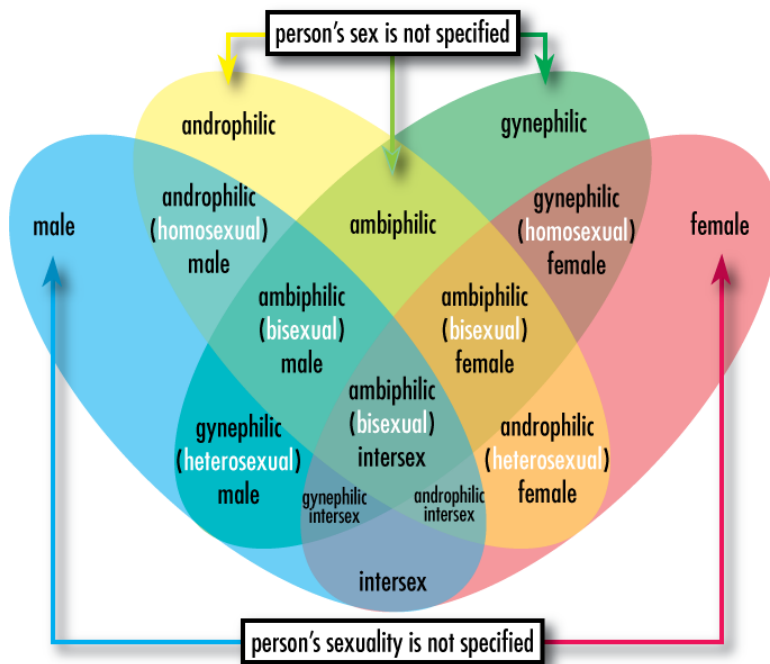 person's sex is not specified
androphilic
gynephilic
androphilic
(homosexual)
male
gynephilic
(homosexual)
female
male
ambiphilic
female
ambiphilic
(bisexual)
male
ambiphilic
(bisexual)
female
ambiphilic
(bisexual)
intersex
gynephilic
(heterosexual)
male
androphilic
(heterosexual)
female
gynephilic
intersex
androphilic
intersex
intersex
person's sexuality is not specified